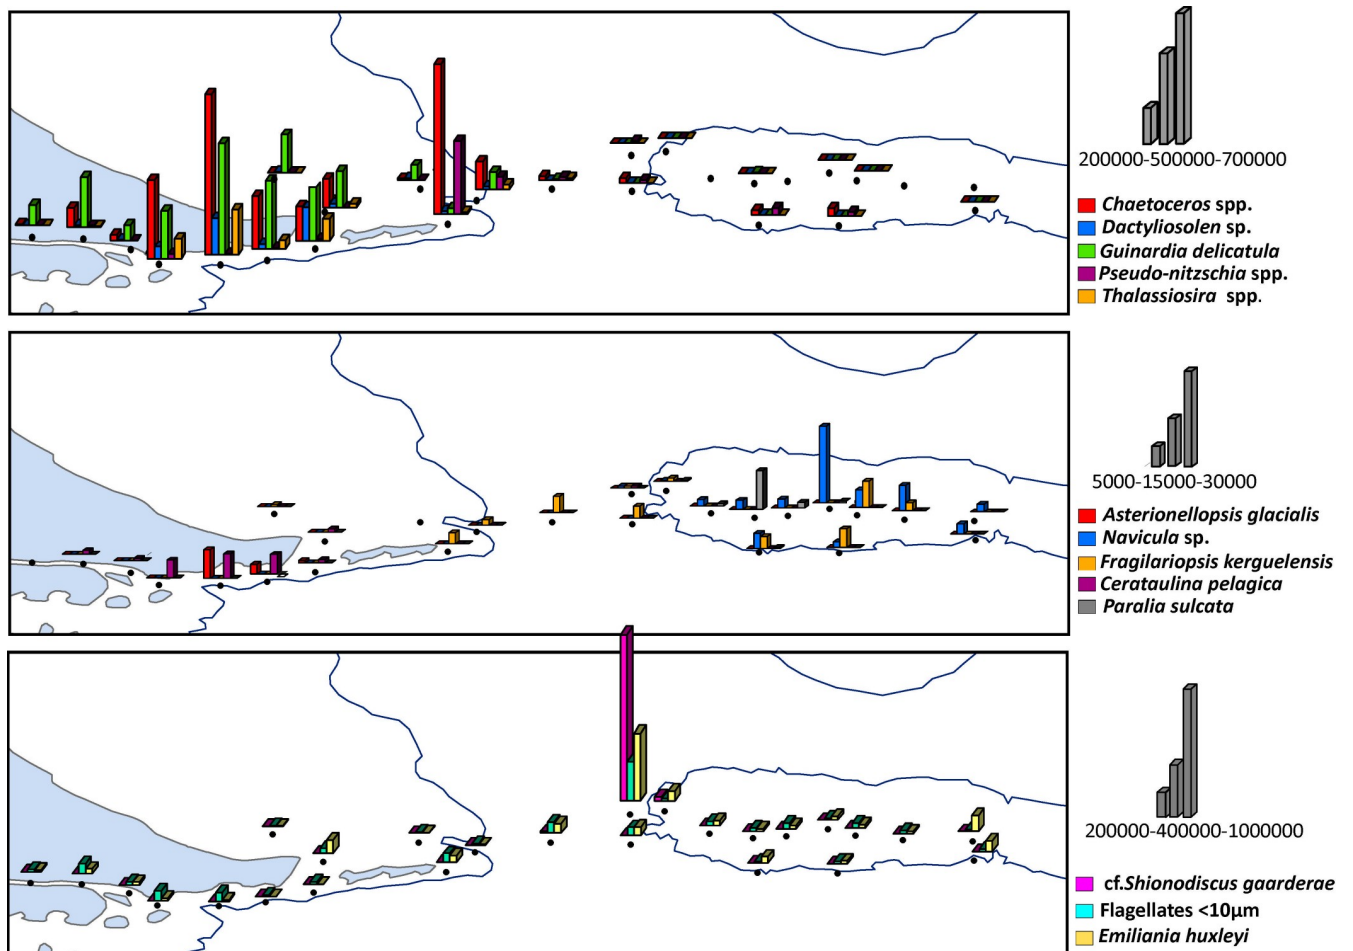 200000-500000-700000
Chaetoceros spp.
Dactyliosolen sp.
Guinardia delicatula
Pseudo-nitzschia spp.
Thalassiosira spp.
5000-15000-30000
Asterionellopsis glacialis
Navicula sp.
Fragilariopsis kerguelensis
Cerataulina pelagica
Paralia sulcata
200000-400000-1000000
cf.Shionodiscus gaarderae
Flagellates <10µm
Emiliania huxleyi